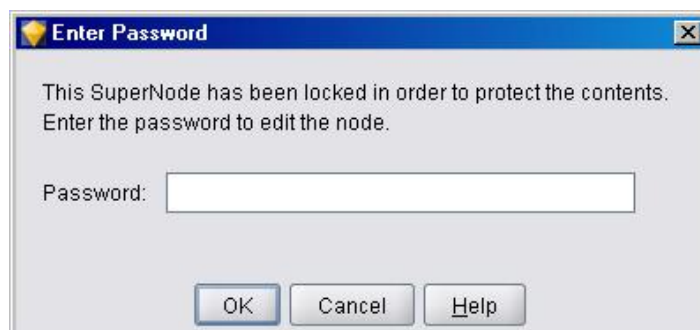 Enter Password
This SuperNode has been locked in order to protect the contents.
Enter the password to edit the node.
Password:
OK Cancel Help